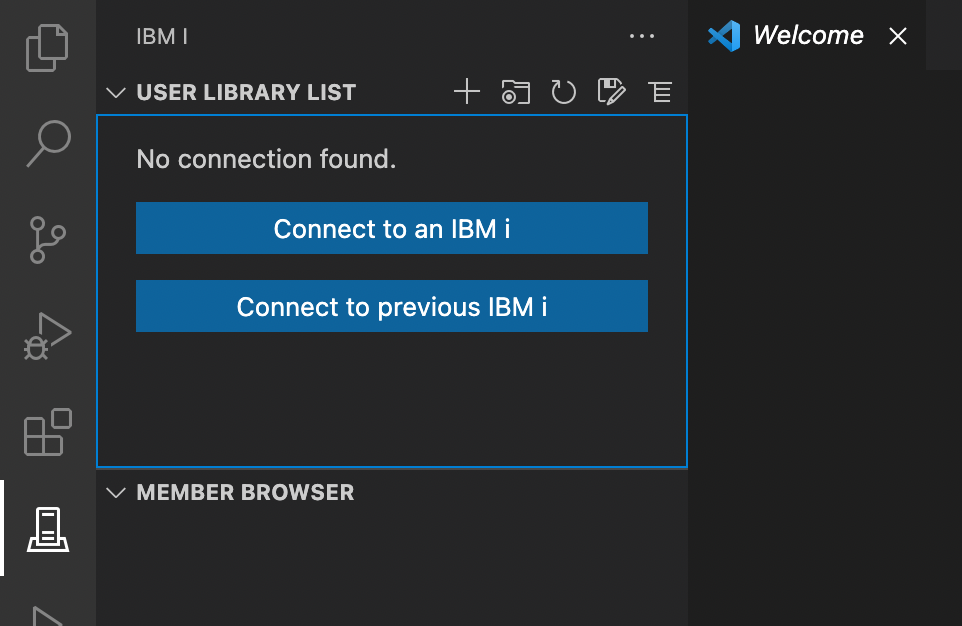 IBM I
Welcome
USER LIBRARY LIST
No connection found.
Connect to an IBM i
Connect to previous IBM i
MEMBER BROWSER